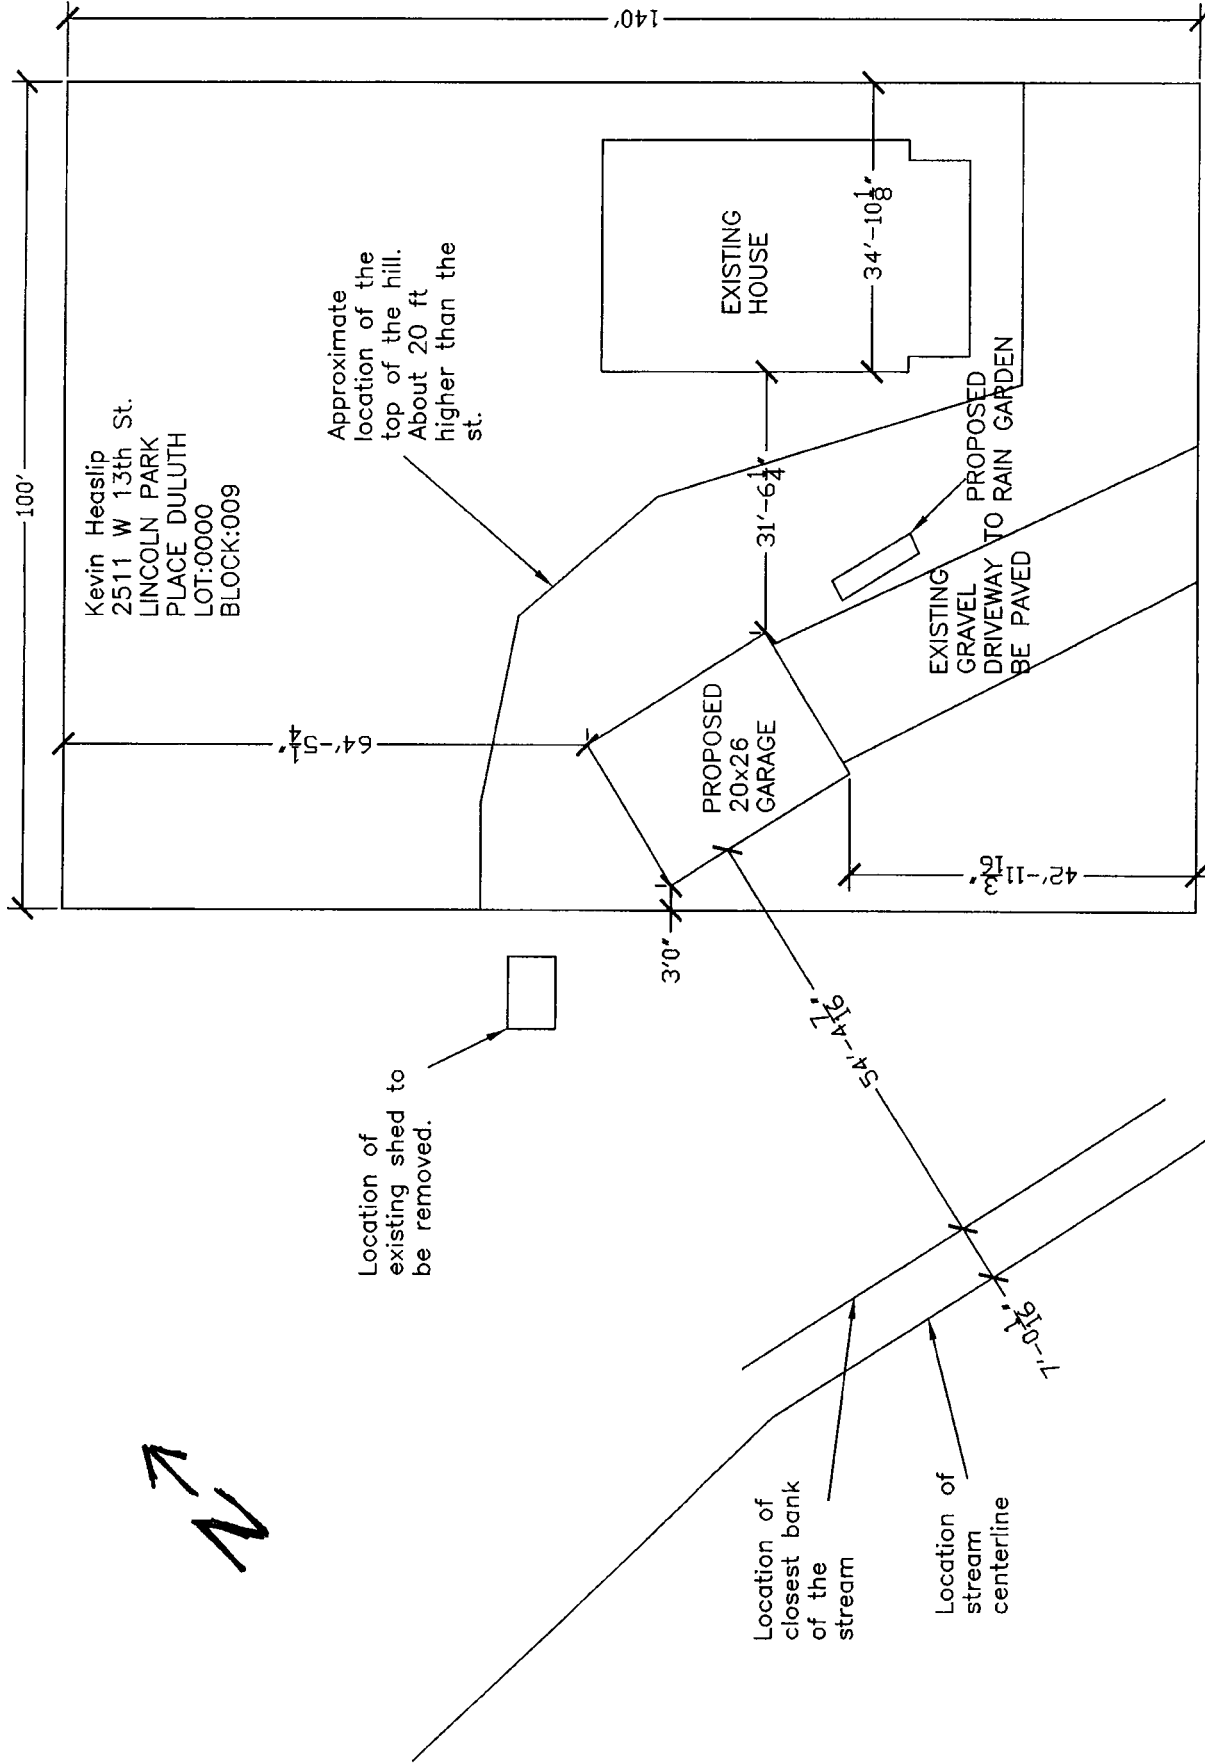 100'
140'
Kevin Heaslip
2511 W 13th St.
LINCOLN PARK
PLACE DULUTH
LOT:0000
BLOCK:009
Approximate
location of the
top of the hill.
About 20 ft
higher than the
st.
EXISTING
HOUSE
34'-10 1/8"
31'-6 1/4"
64'-5 1/4"
PROPOSED
20x26
GARAGE
PROPOSED
RAIN GARDEN
EXISTING
GRAVEL
DRIVEWAY TO
BE PAVED
42'-11 3/16"
3'0"
54'-4 7/16"
7'-0 1/16"
Location of
existing shed to
be removed.
N
Location of
closest bank
of the
stream
Location of
stream
centerline